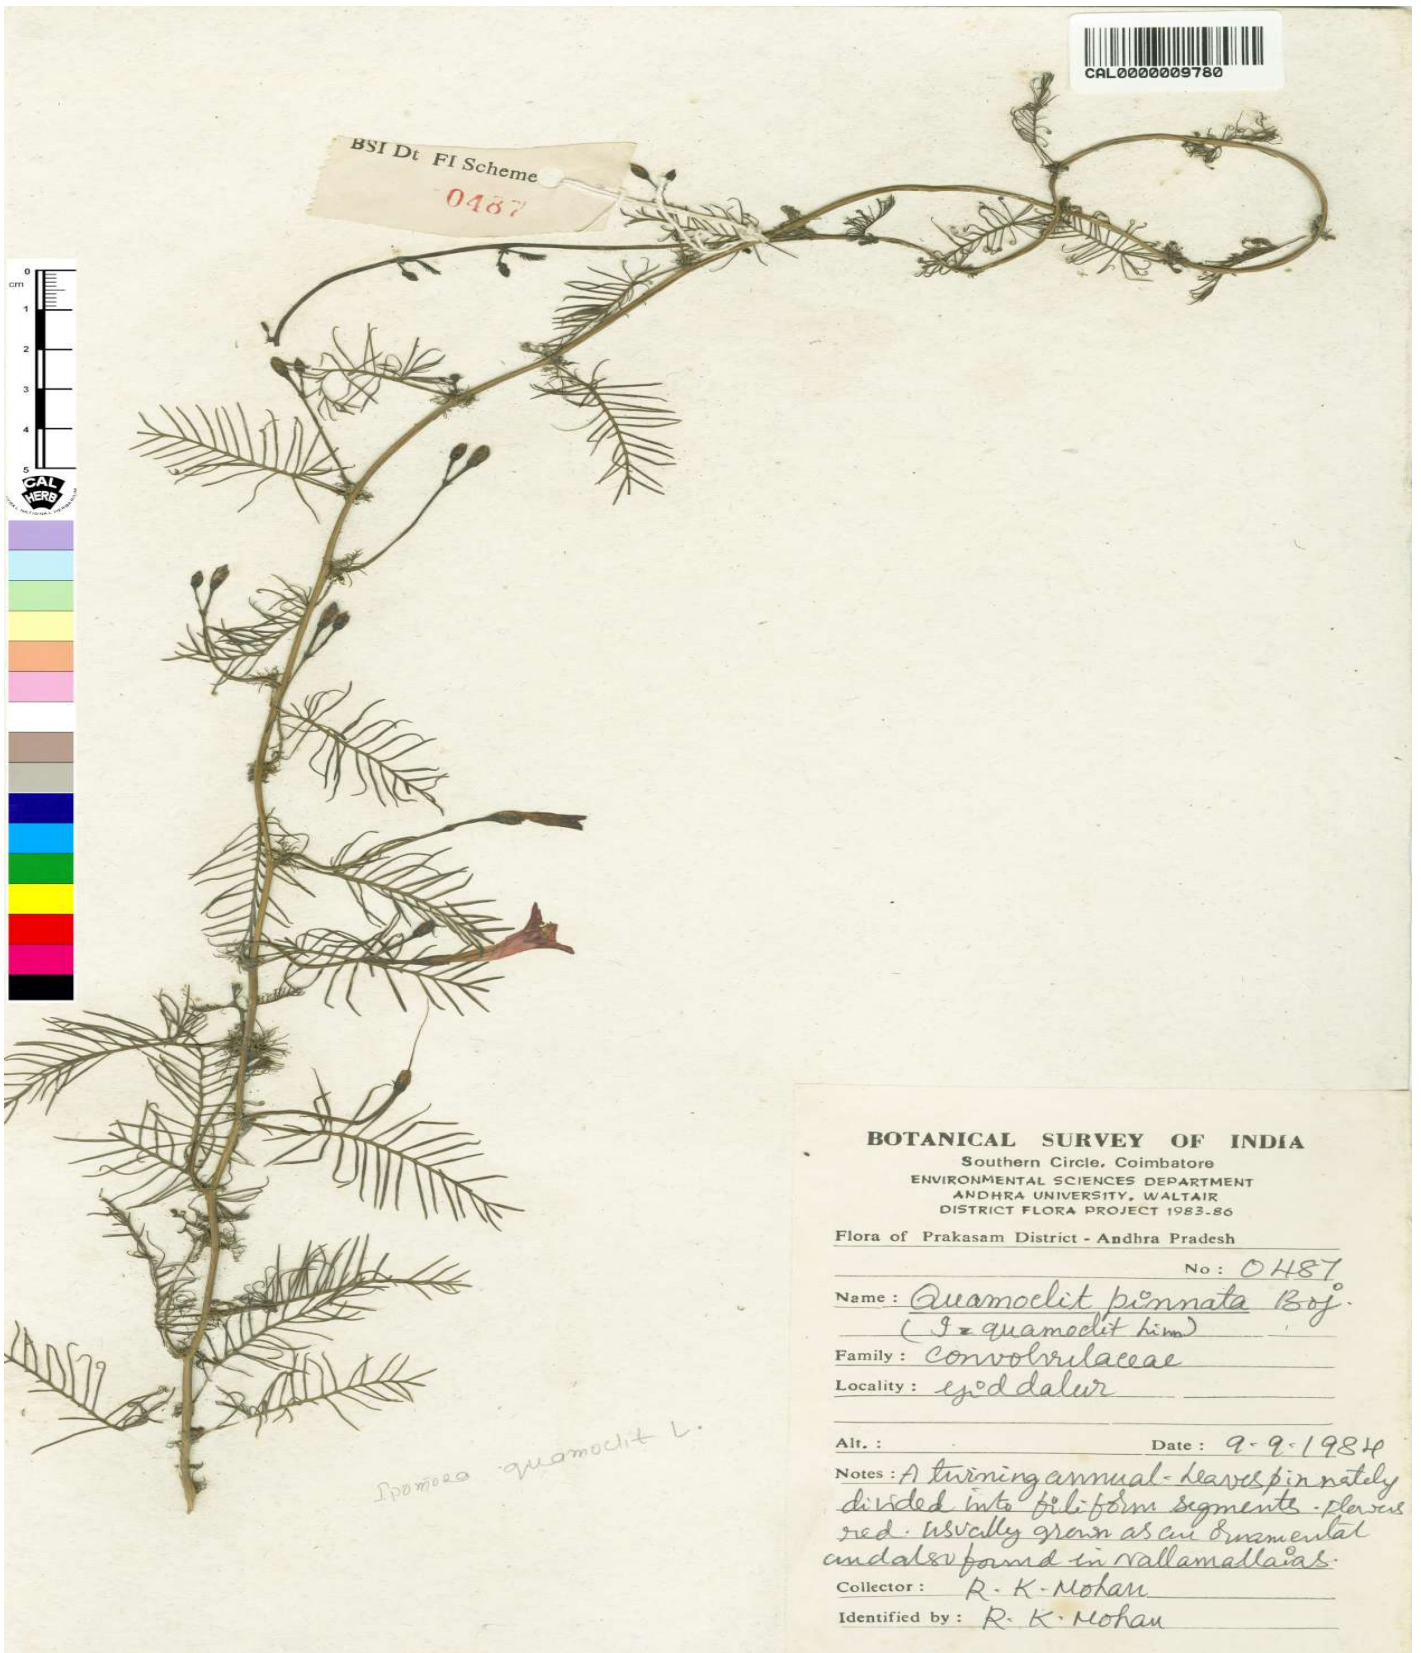 CAL0000009780
BSI Dt FI Scheme
0487
0
cm
1
2
3
4
5
CAL
HERB
BOTANICAL SURVEY OF INDIA
Southern Circle, Coimbatore
ENVIRONMENTAL SCIENCES DEPARTMENT
ANDHRA UNIVERSITY, WALTAIR
DISTRICT FLORA PROJECT 1983-86
Flora of Prakasam District - Andhra Pradesh
No : 0487
Name : Quamoclit pinnata Boj.
(I = quamoclit Linn)
Family : Convolvulaceae
Locality : Giddalur
Alt. : Date : 9-9-1984
Notes : A twining annual - Leaves pinnately
divided into filiform segments. flowers
red. usually grown as an ornamental
and also found in Nallamallais.
Collector : R. K. Mohan
Identified by : R. K. Mohan
Ipomoea quamoclit L.